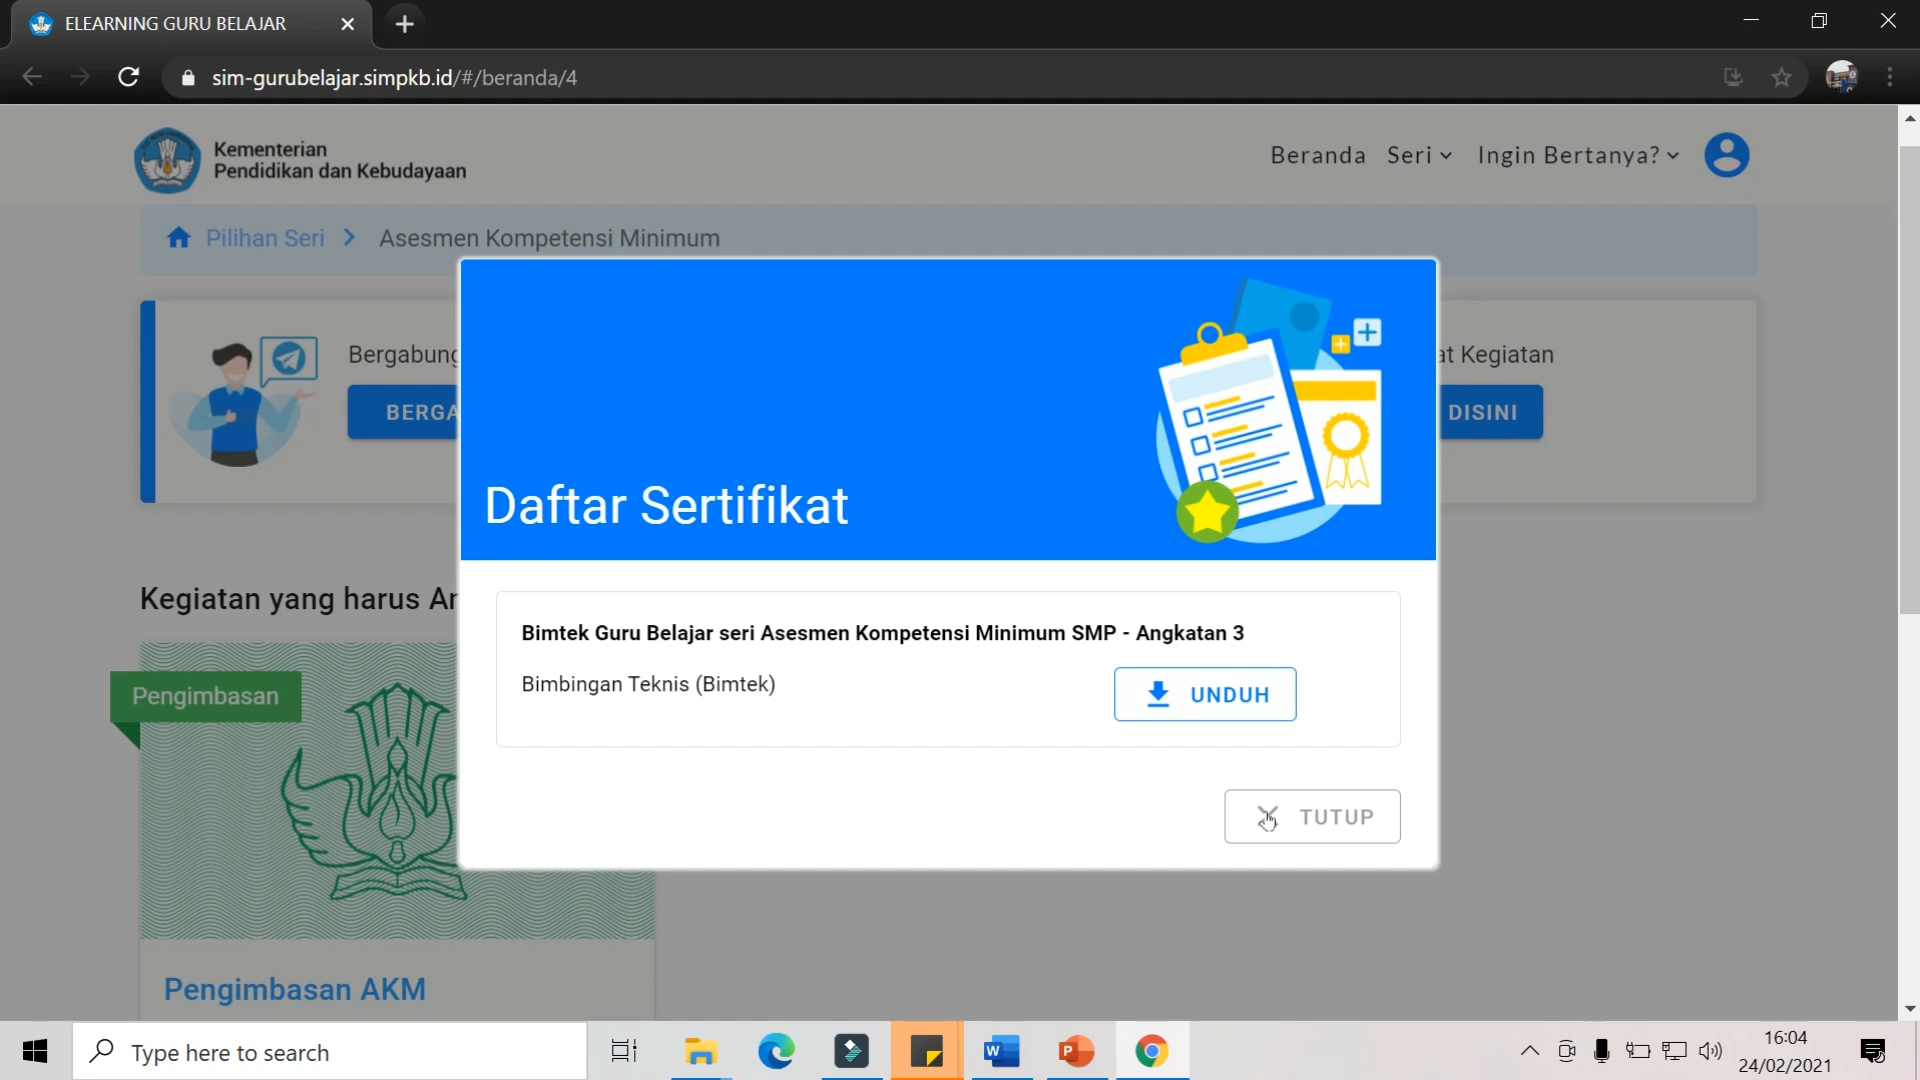 ELEARNING GURU BELAJAR
sim-gurubelajar.simpkb.id/#/beranda/4
Kementerian
Pendidikan dan Kebudayaan
Beranda Seri Ingin Bertanya?
Pilihan Seri > Asesmen Kompetensi Minimum
Bergabung
BERGA
at Kegiatan
DISINI
Daftar Sertifikat
Bimtek Guru Belajar seri Asesmen Kompetensi Minimum SMP - Angkatan 3
Bimbingan Teknis (Bimtek)
UNDUH
TUTUP
Kegiatan yang harus An
Pengimbasan
Pengimbasan AKM
Type here to search
16:04
24/02/2021